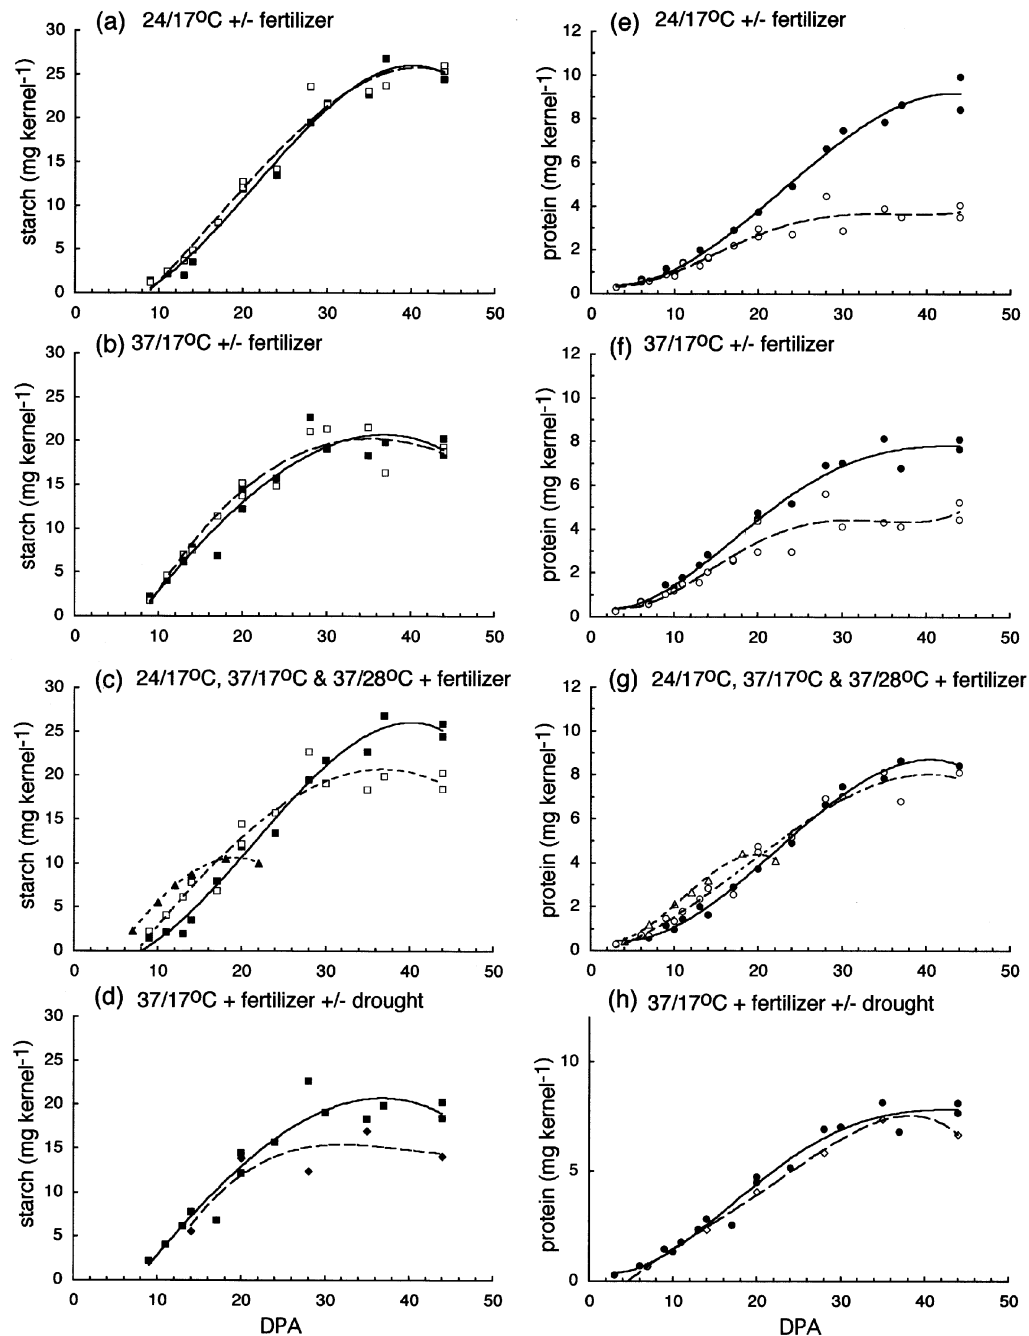 (a) 24/17ºC +/- fertilizer
30
25
20
15
10
5
0
0 10 20 30 40 50
starch (mg kernel-1)
(e) 24/17ºC +/- fertilizer
12
10
8
6
4
2
0
0 10 20 30 40 50
protein (mg kernel-1)
(b) 37/17ºC +/- fertilizer
30
25
20
15
10
5
0
0 10 20 30 40 50
starch (mg kernel-1)
(f) 37/17ºC +/- fertilizer
12
10
8
6
4
2
0
0 10 20 30 40 50
protein (mg kernel-1)
(c) 24/17ºC, 37/17ºC & 37/28ºC + fertilizer
30
25
20
15
10
5
0
0 10 20 30 40 50
starch (mg kernel-1)
(g) 24/17ºC, 37/17ºC & 37/28ºC + fertilizer
12
10
8
6
4
2
0
0 10 20 30 40 50
protein (mg kernel-1)
(d) 37/17ºC + fertilizer +/- drought
30
25
20
15
10
5
0
0 10 20 30 40 50
starch (mg kernel-1)
DPA
(h) 37/17ºC + fertilizer +/- drought
10
5
0
0 10 20 30 40 50
protein (mg kernel-1)
DPA